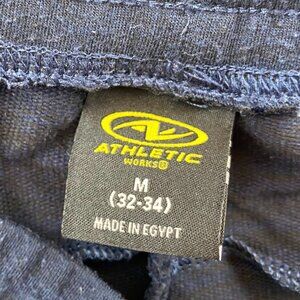 ATHLETIC
WORKS®
M
(32-34)
MADE IN EGYPT